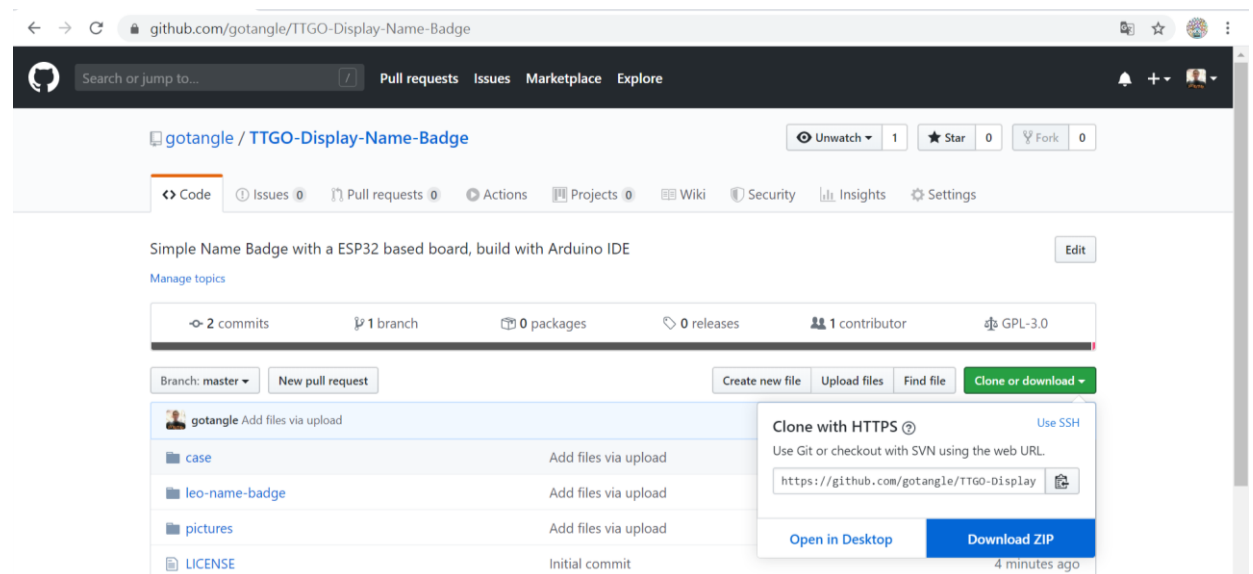 github.com/gotangle/TTGO-Display-Name-Badge
Search or jump to... / Pull requests Issues Marketplace Explore
gotangle / TTGO-Display-Name-Badge Unwatch 1 Star 0 Fork 0
Code Issues 0 Pull requests 0 Actions Projects 0 Wiki Security Insights Settings
Simple Name Badge with a ESP32 based board, build with Arduino IDE Edit
Manage topics
2 commits 1 branch 0 packages 0 releases 1 contributor GPL-3.0
Branch: master New pull request Create new file Upload files Find file Clone or download
gotangle Add files via upload
Clone with HTTPS ? Use SSH
Use Git or checkout with SVN using the web URL.
https://github.com/gotangle/TTGO-Display
Open in Desktop Download ZIP
case Add files via upload
leo-name-badge Add files via upload
pictures Add files via upload
LICENSE Initial commit 4 minutes ago